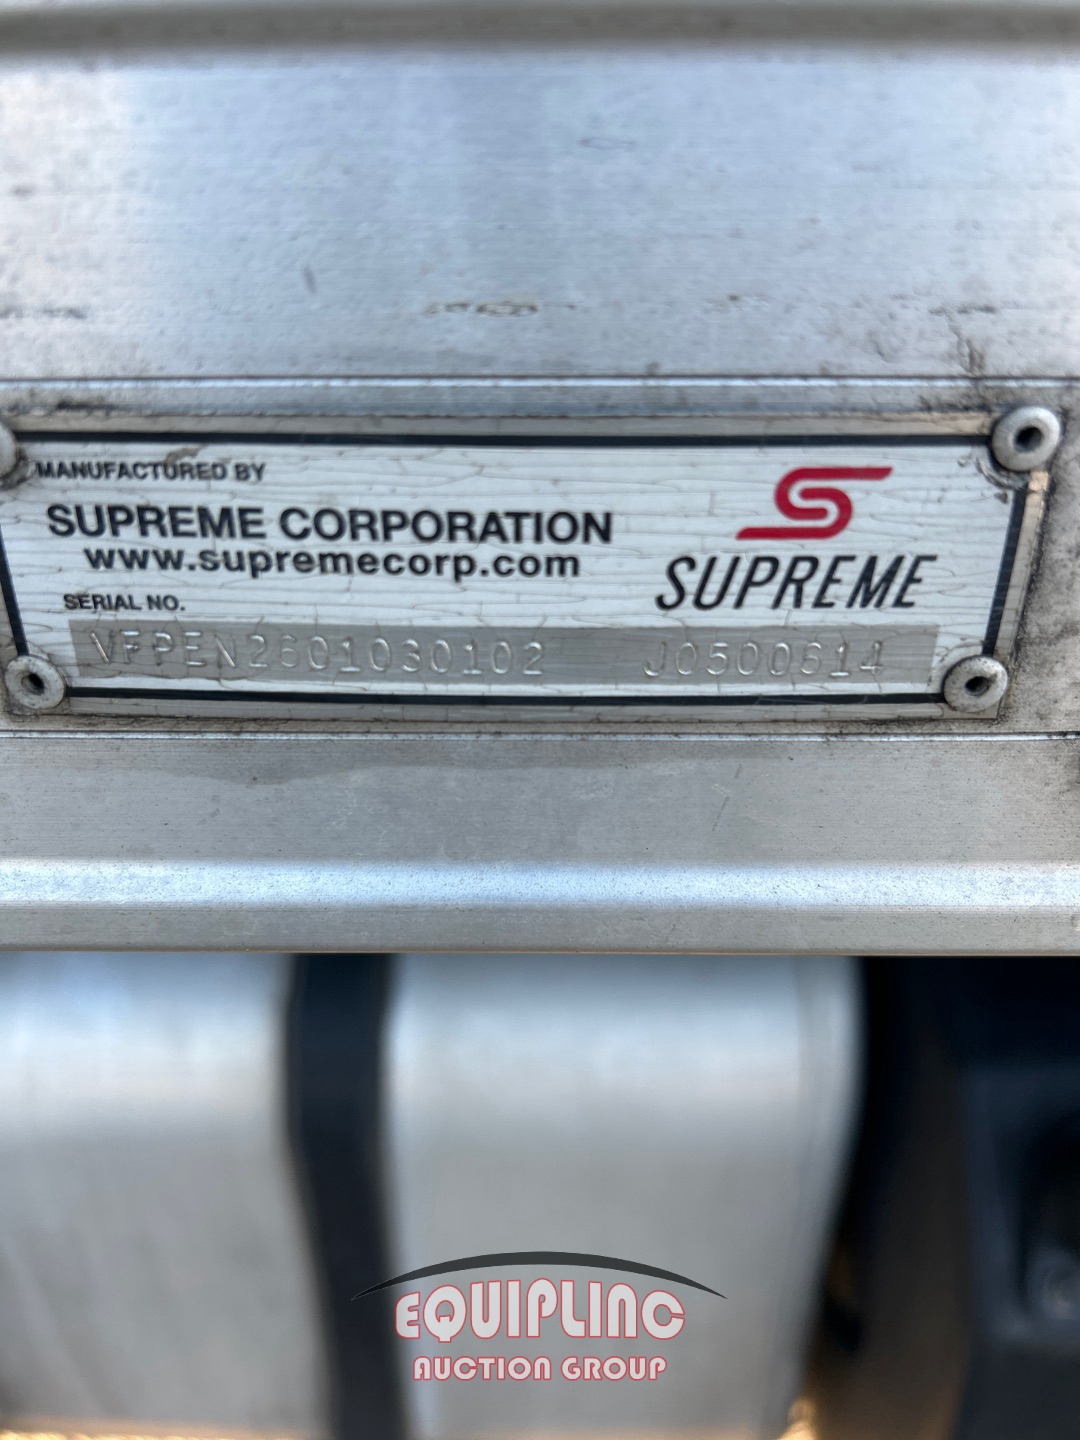 MANUFACTURED BY
SUPREME CORPORATION
www.supremecorp.com
SUPREME
SERIAL NO.
VFPEN2601030102 J0500614
EQUIPLINC
AUCTION GROUP